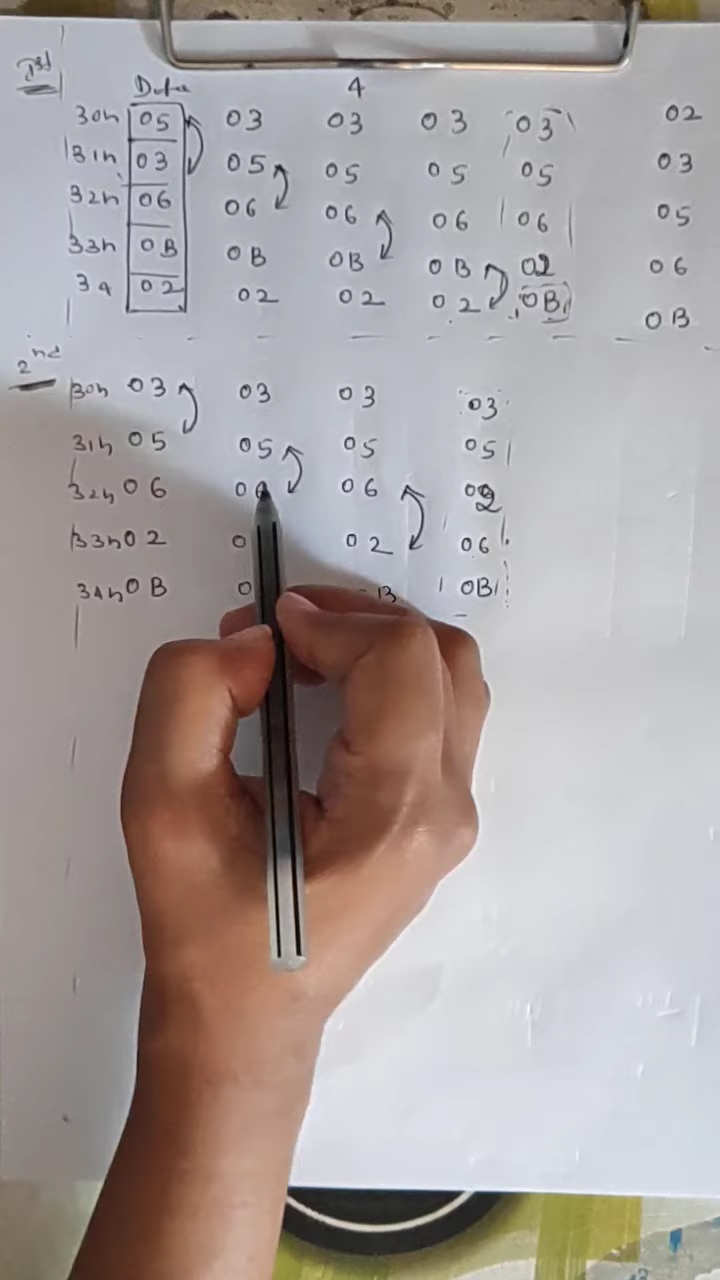 1st
Data 4
30h 05 03 03 03 03 02
31h 03 05 05 05 05 03
32h 06 06 06 06 06 05
33h 0B 0B 0B 0B 02 06
34 02 02 02 02 0B 0B
2nd
30h 03 03 03 03
31h 05 05 05 05
32h 06 06 02
33h 02 0 02 06
34h 0B 0 B 0B